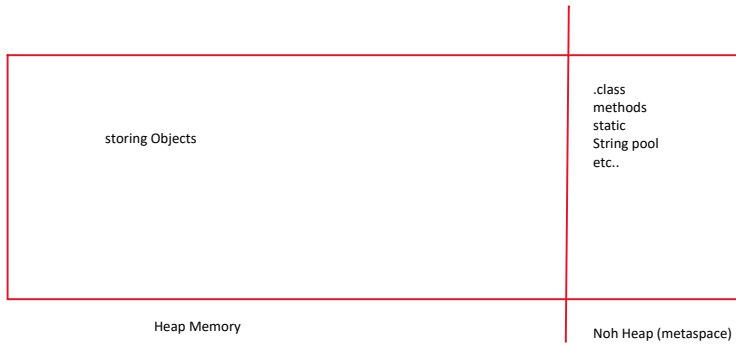 storing Objects
.class
methods
static
String pool
etc..
Heap Memory
Noh Heap (metaspace)